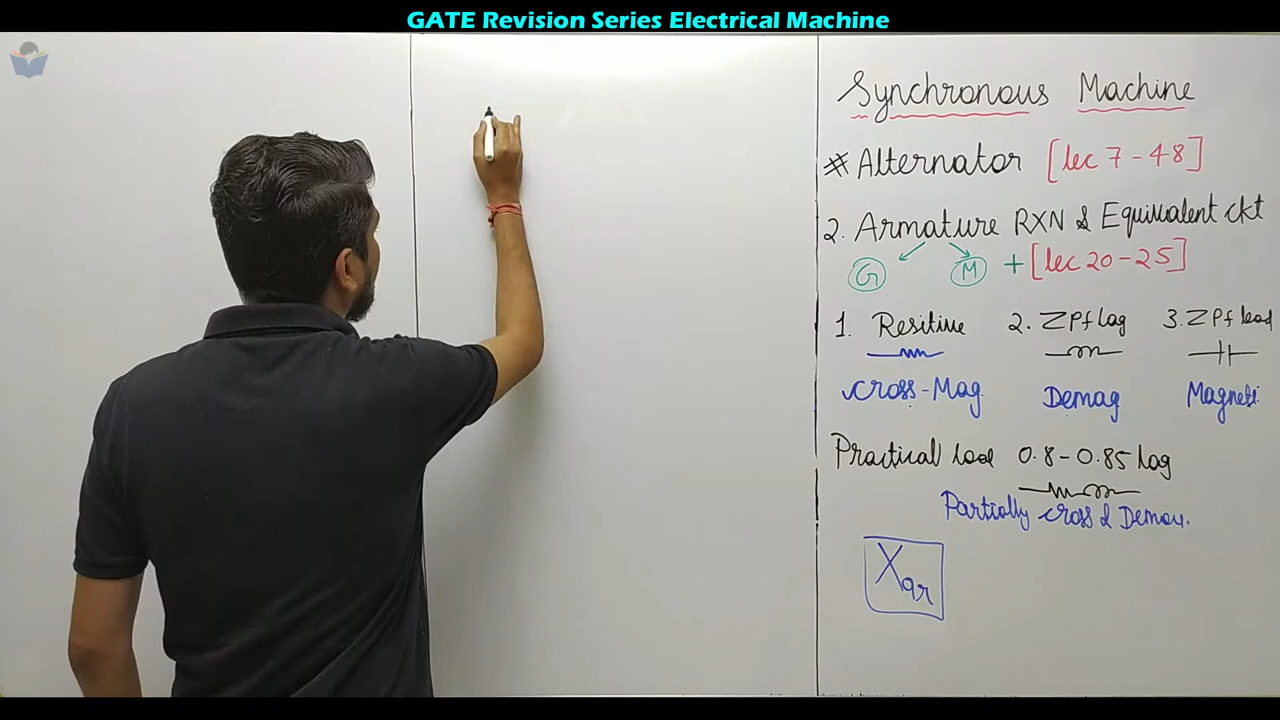 GATE Revision Series Electrical Machine
Synchronous Machine
* Alternator [lec 7 - 48]
2. Armature RXN & Equivalent ckt
G M + [lec 20 - 25]
1. Resitive 2. ZPf lag 3. ZPf lead
Cross-Mag. Demag Magneti.
Practical load 0.8 - 0.85 lag
Partially cross & Demag.
Xar